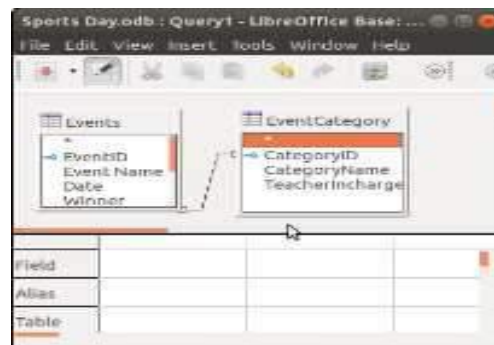 Sports Day.odb : Query1 - LibreOffice Base: ...
File Edit View Insert Tools Window Help
Events
*
EventID
Event Name
Date
Winner
EventCategory
*
CategoryID
CategoryName
TeacherIncharge
Field
Alias
Table